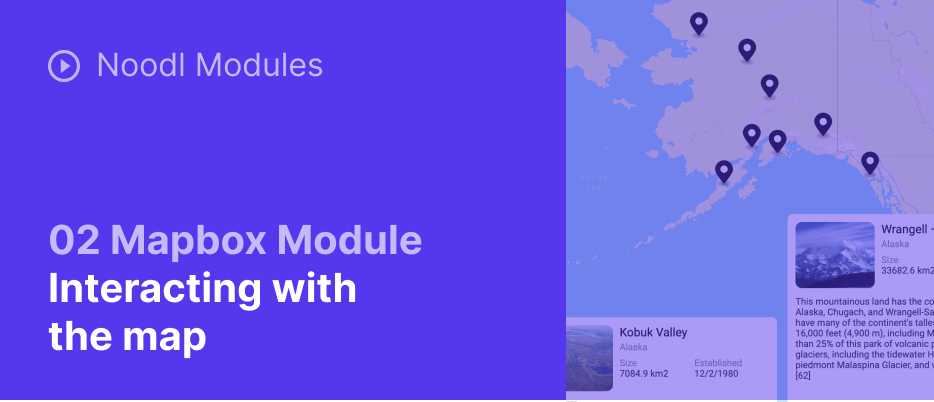 Noodl Modules
02 Mapbox Module
Interacting with
the map
Bering
Sea
Wrangell -
Alaska
Size
33682.6 km2
This mountainous land has the co
Alaska, Chugach, and Wrangell-Sa
have many of the continent's talles
16,000 feet (4,900 m), including M
than 25% of this park of volcanic p
glaciers, including the tidewater H
piedmont Malaspina Glacier, and v
[62]
Kobuk Valley
Alaska
Size Established
7084.9 km2 12/2/1980